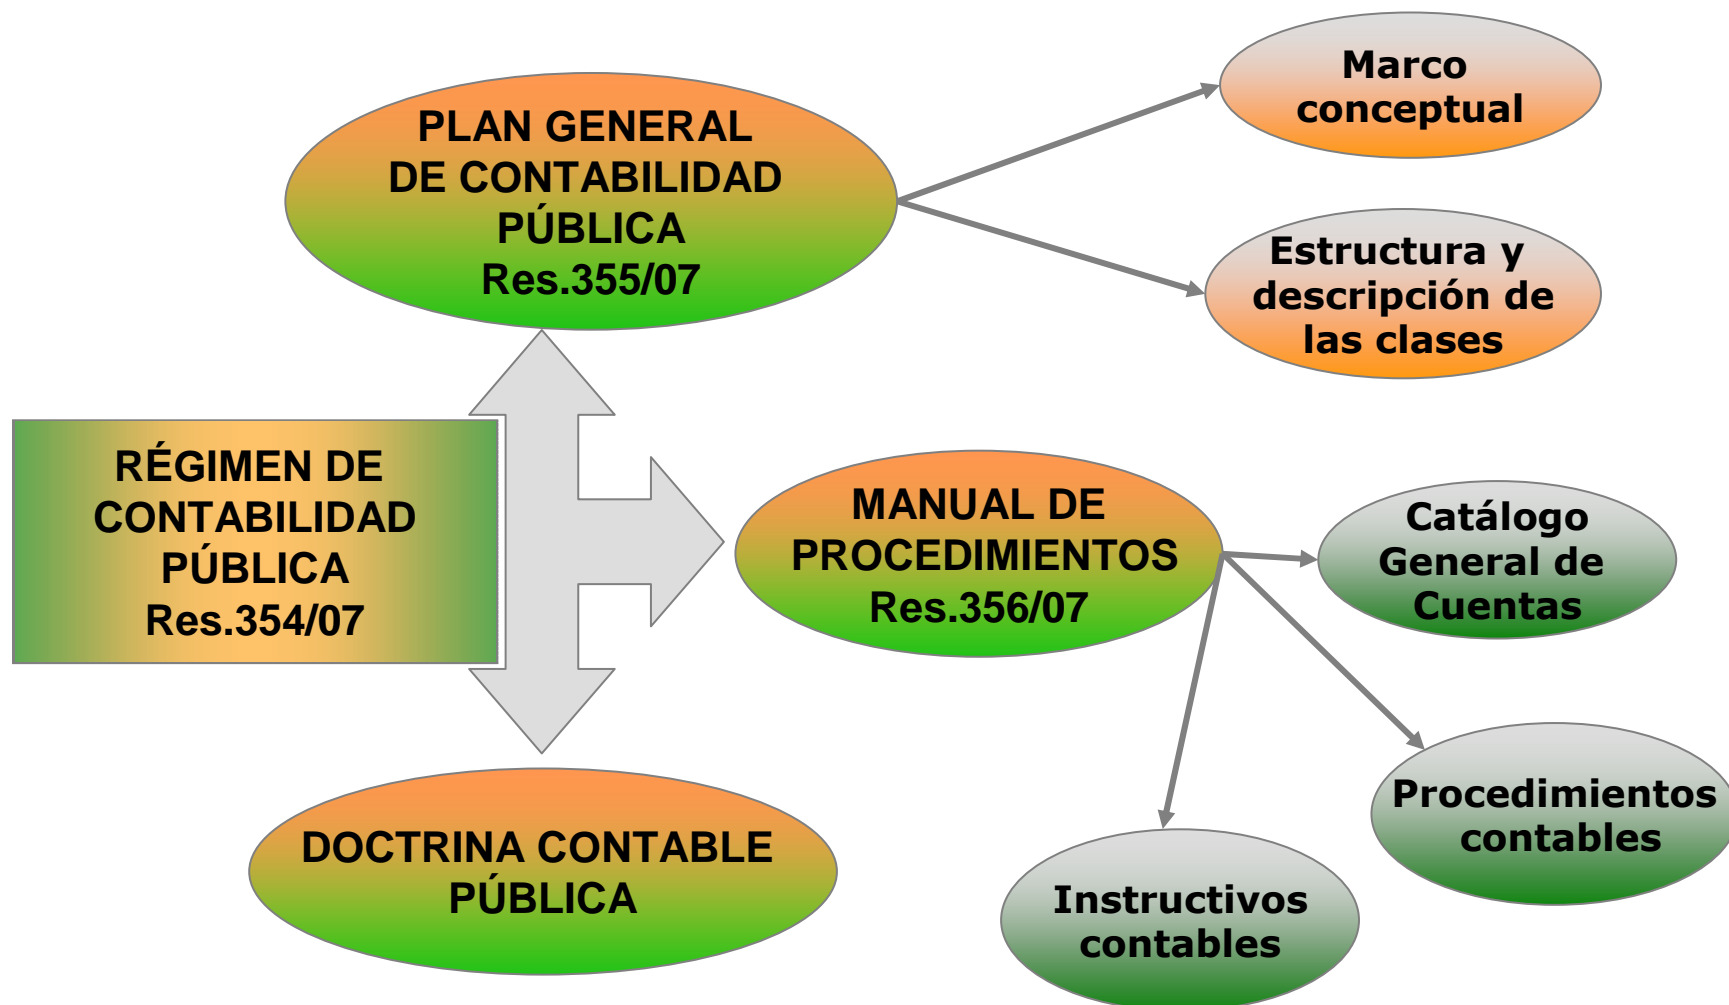 PLAN GENERAL
DE CONTABILIDAD
PÚBLICA
Res.355/07
Marco
conceptual
Estructura y
descripción de
las clases
RÉGIMEN DE
CONTABILIDAD
PÚBLICA
Res.354/07
MANUAL DE
PROCEDIMIENTOS
Res.356/07
Catálogo
General de
Cuentas
Procedimientos
contables
Instructivos
contables
DOCTRINA CONTABLE
PÚBLICA